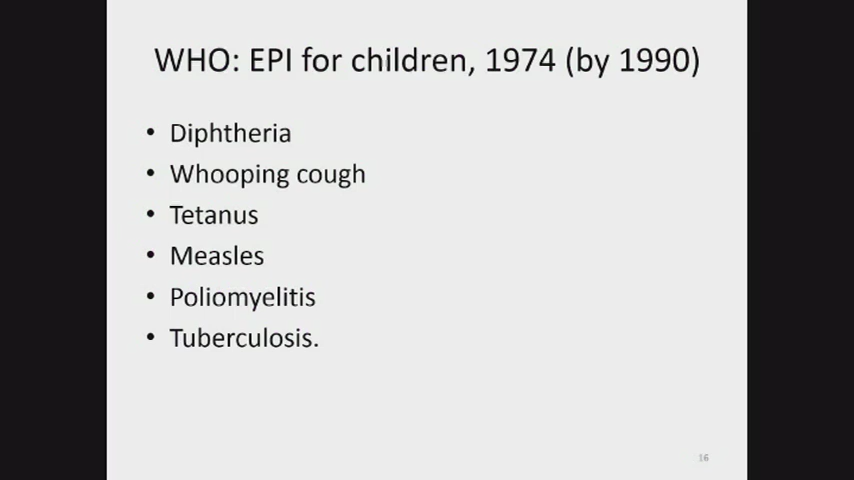 WHO: EPI for children, 1974 (by 1990)
• Diphtheria
• Whooping cough
• Tetanus
• Measles
• Poliomyelitis
• Tuberculosis.
16